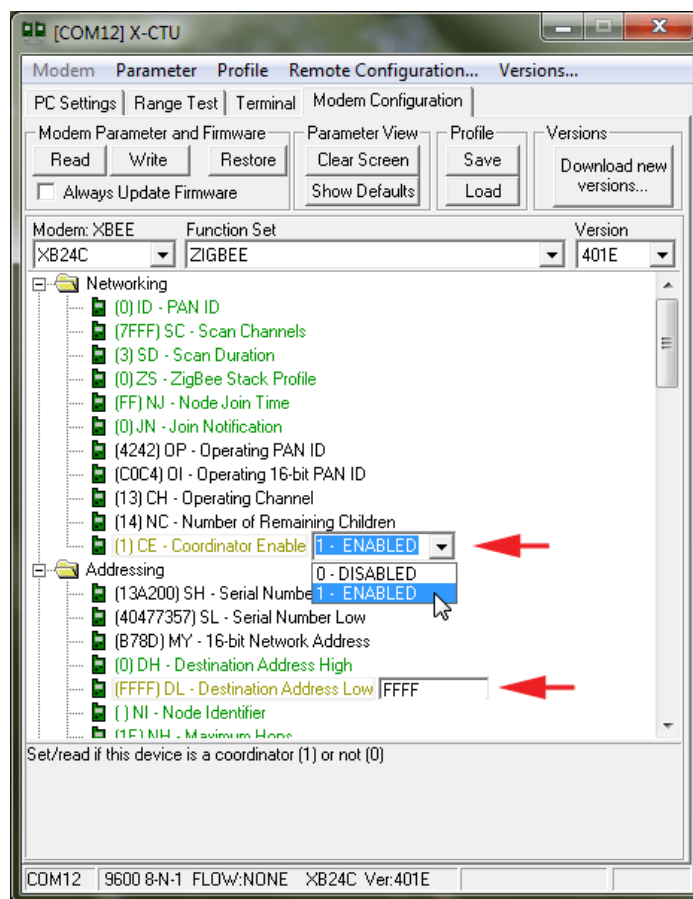 [COM12] X-CTU
Modem Parameter Profile Remote Configuration... Versions...
PC Settings Range Test Terminal Modem Configuration
Modem Parameter and Firmware Parameter View Profile Versions
Read Write Restore Clear Screen Save Download new versions...
Always Update Firmware Show Defaults Load
Modem: XBEE Function Set Version
XB24C ZIGBEE 401E
Networking
(0) ID - PAN ID
(7FFF) SC - Scan Channels
(3) SD - Scan Duration
(0) ZS - ZigBee Stack Profile
(FF) NJ - Node Join Time
(0) JN - Join Notification
(4242) OP - Operating PAN ID
(C0C4) OI - Operating 16-bit PAN ID
(13) CH - Operating Channel
(14) NC - Number of Remaining Children
(1) CE - Coordinator Enable 1 - ENABLED
Addressing 0 - DISABLED
(13A200) SH - Serial Numbe 1 - ENABLED
(40477357) SL - Serial Number Low
(B78D) MY - 16-bit Network Address
(0) DH - Destination Address High
(FFFF) DL - Destination Address Low FFFF
( ) NI - Node Identifier
(1E) NH - Maximum Hops
Set/read if this device is a coordinator (1) or not (0)
COM12 9600 8-N-1 FLOW:NONE XB24C Ver:401E